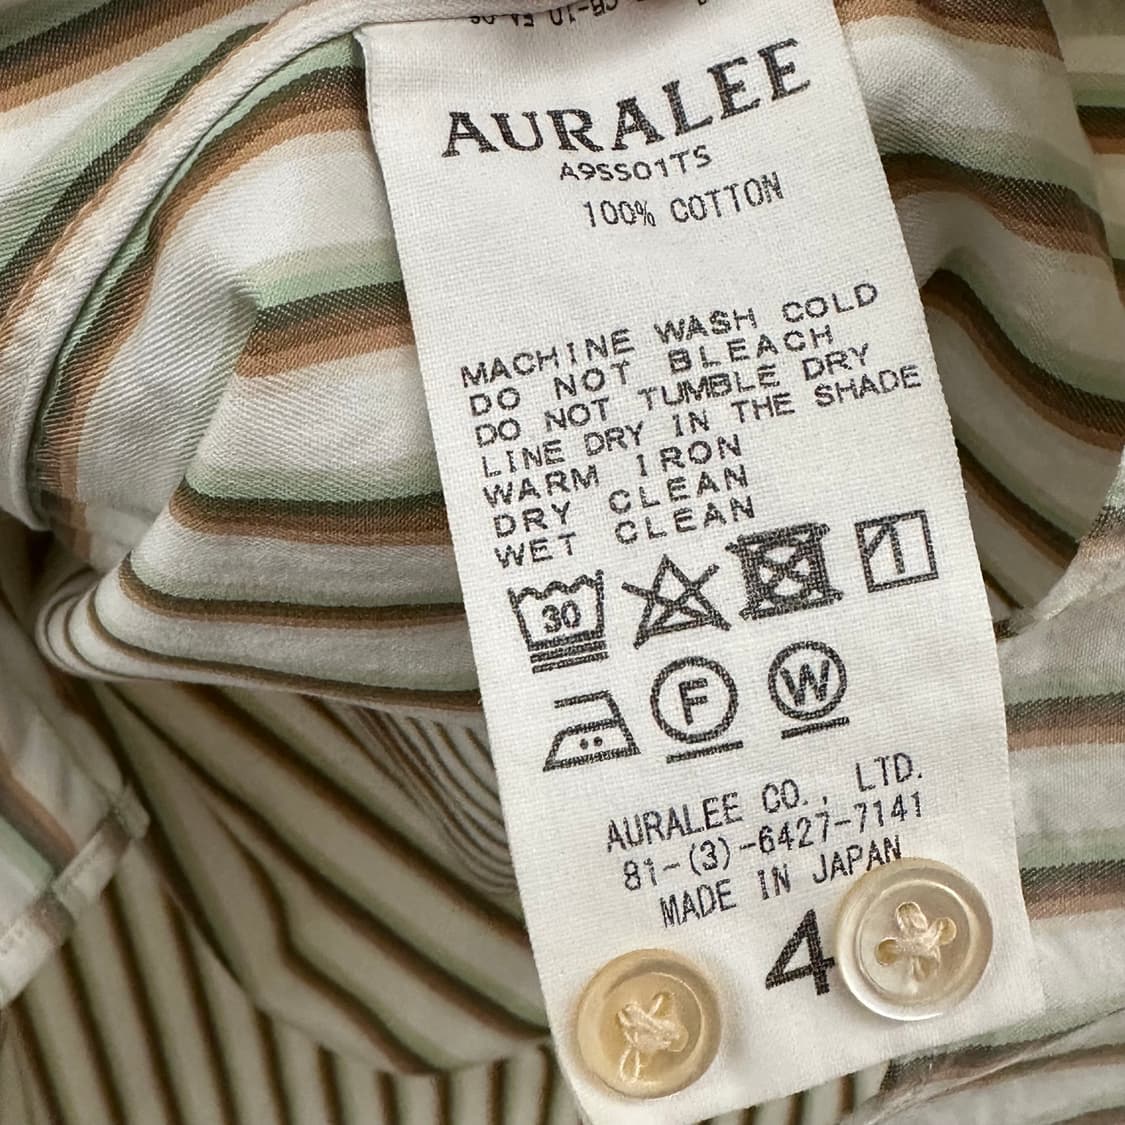 AURALEE
A9SS01TS
100% COTTON
MACHINE WASH COLD
DO NOT BLEACH
DO NOT TUMBLE DRY
LINE DRY IN THE SHADE
WARM IRON
DRY CLEAN
WET CLEAN
30
F W
AURALEE CO., LTD.
81-(3)-6427-7141
MADE IN JAPAN
4